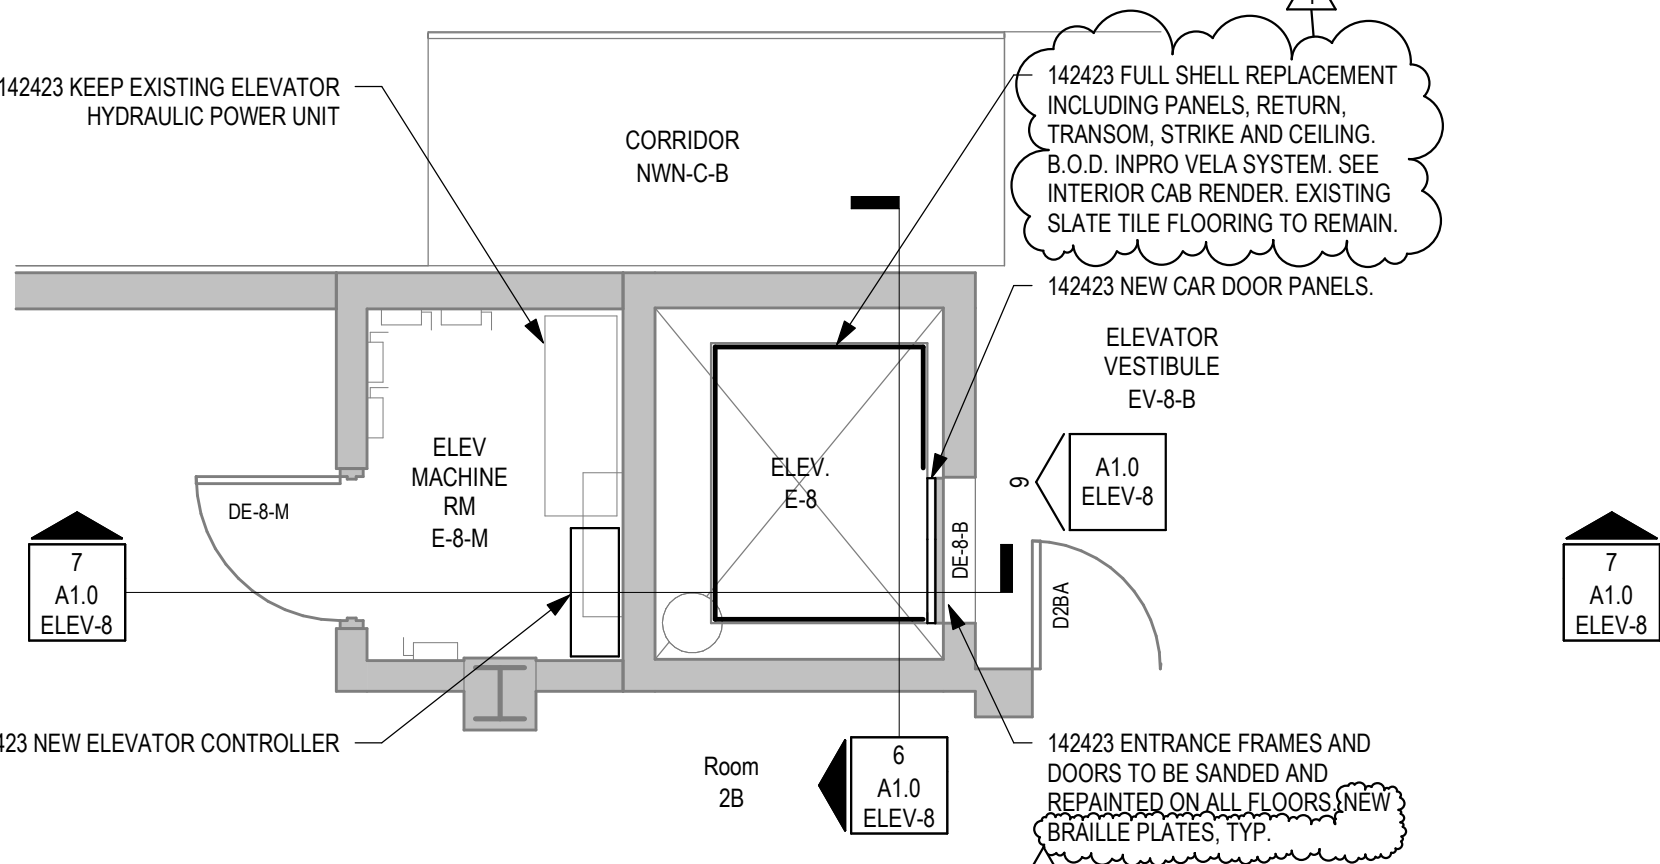 142423 KEEP EXISTING ELEVATOR
HYDRAULIC POWER UNIT
CORRIDOR
NWN-C-B
142423 FULL SHELL REPLACEMENT
INCLUDING PANELS, RETURN,
TRANSOM, STRIKE AND CEILING.
B.O.D. INPRO VELA SYSTEM. SEE
INTERIOR CAB RENDER. EXISTING
SLATE TILE FLOORING TO REMAIN.
142423 NEW CAR DOOR PANELS.
ELEVATOR
VESTIBULE
EV-8-B
ELEV
MACHINE
RM
E-8-M
ELEV.
E-8
9
A1.0
ELEV-8
DE-8-M
DE-8-B
D2BA
7
A1.0
ELEV-8
7
A1.0
ELEV-8
423 NEW ELEVATOR CONTROLLER
Room
2B
6
A1.0
ELEV-8
142423 ENTRANCE FRAMES AND
DOORS TO BE SANDED AND
REPAINTED ON ALL FLOORS. NEW
BRAILLE PLATES, TYP.